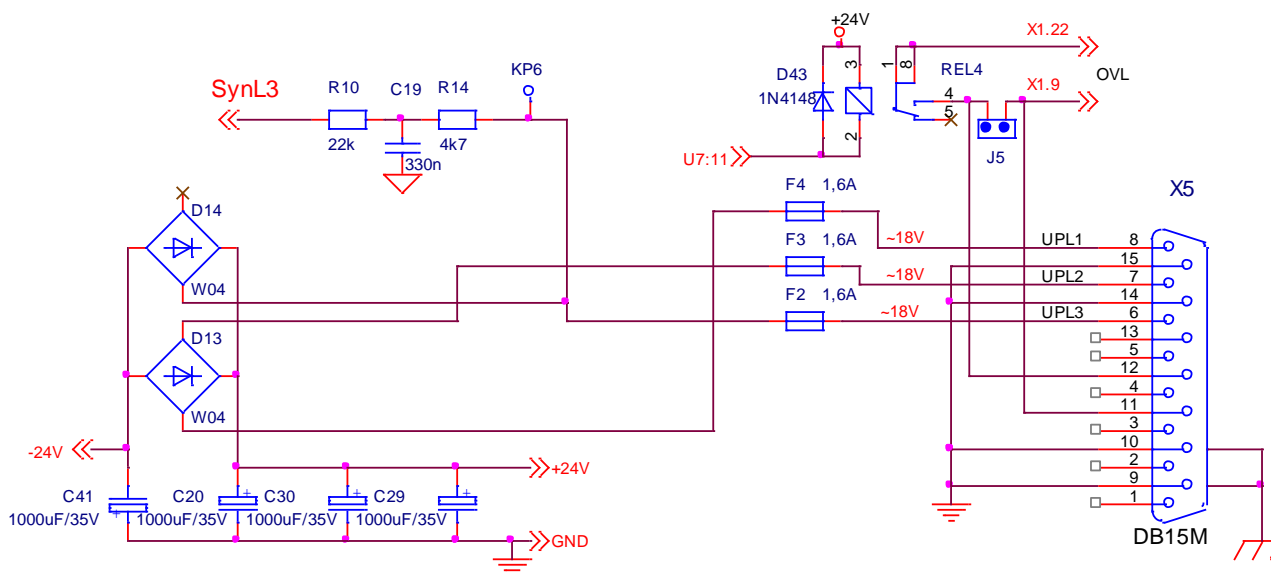 +24V
X1.22
SynL3
R10
C19
R14
KP6
D43
1N4148
3
2
1
8
REL4
4
5
X1.9
OVL
22k
4k7
330n
U7:11
J5
X5
D14
F4 1,6A
~18V
UPL1
8
15
F3 1,6A
~18V
UPL2
7
14
W04
F2 1,6A
~18V
UPL3
6
13
D13
5
12
4
W04
11
3
-24V
10
+24V
2
C41
C20
C30
C29
9
1000uF/35V
1000uF/35V
1000uF/35V
1000uF/35V
1
GND
DB15M